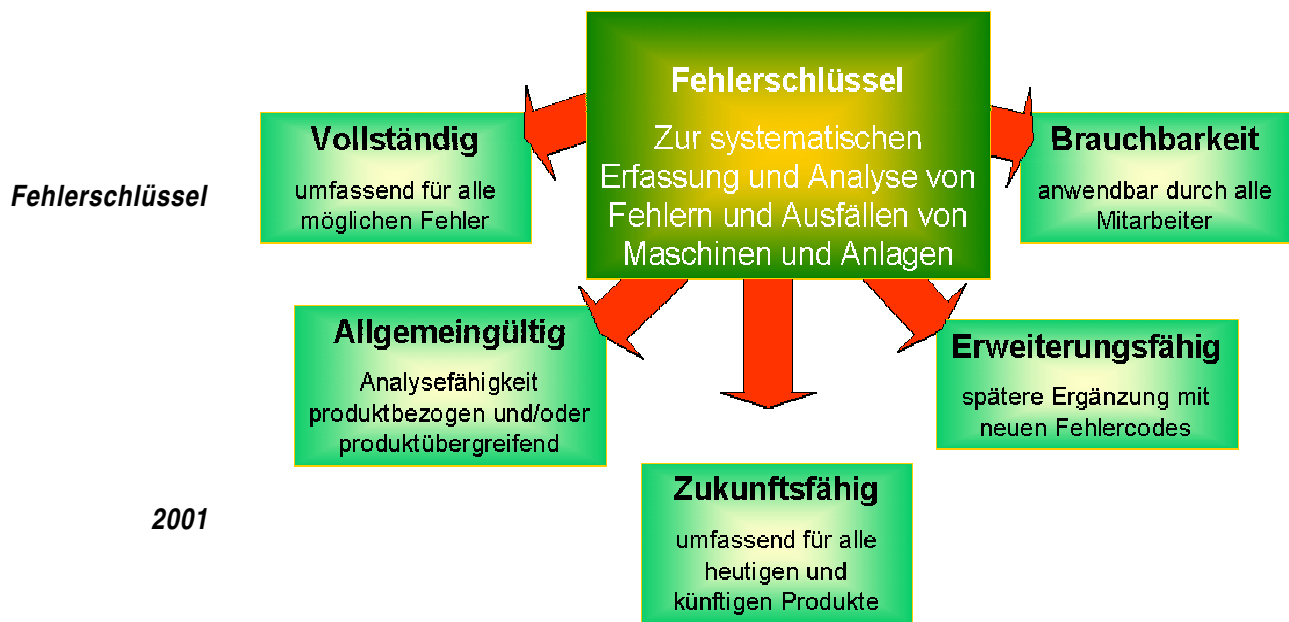 Fehlerschlüssel
Zur systematischen
Erfassung und Analyse von
Fehlern und Ausfällen von
Maschinen und Anlagen
Vollständig
umfassend für alle
möglichen Fehler
Brauchbarkeit
anwendbar durch alle
Mitarbeiter
Fehlerschlüssel
Allgemeingültig
Analysefähigkeit
produktbezogen und/oder
produktübergreifend
Erweiterungsfähig
spätere Ergänzung mit
neuen Fehlercodes
Zukunftsfähig
umfassend für alle
heutigen und
künftigen Produkte
2001